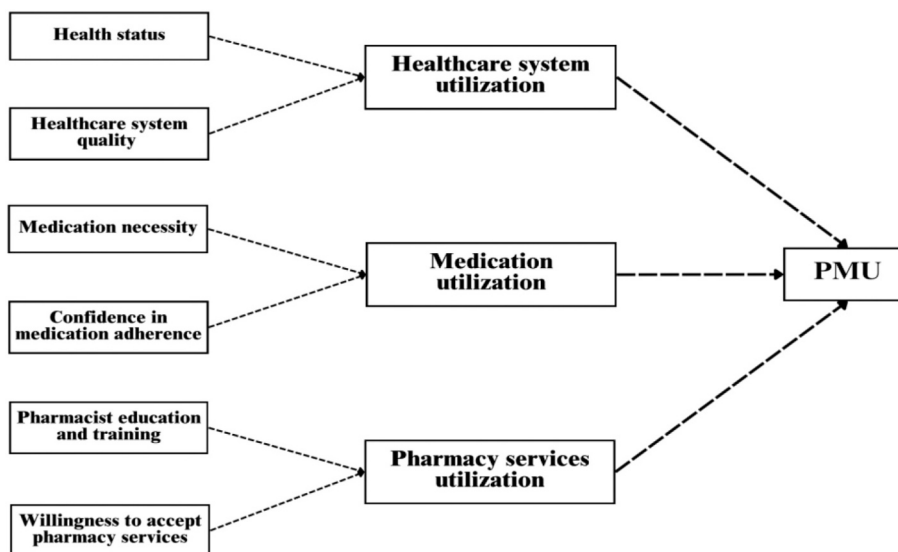 Health status
Healthcare system
quality
Healthcare system
utilization
Medication necessity
Confidence in
medication adherence
Medication
utilization
Pharmacist education
and training
Willingness to accept
pharmacy services
Pharmacy services
utilization
PMU